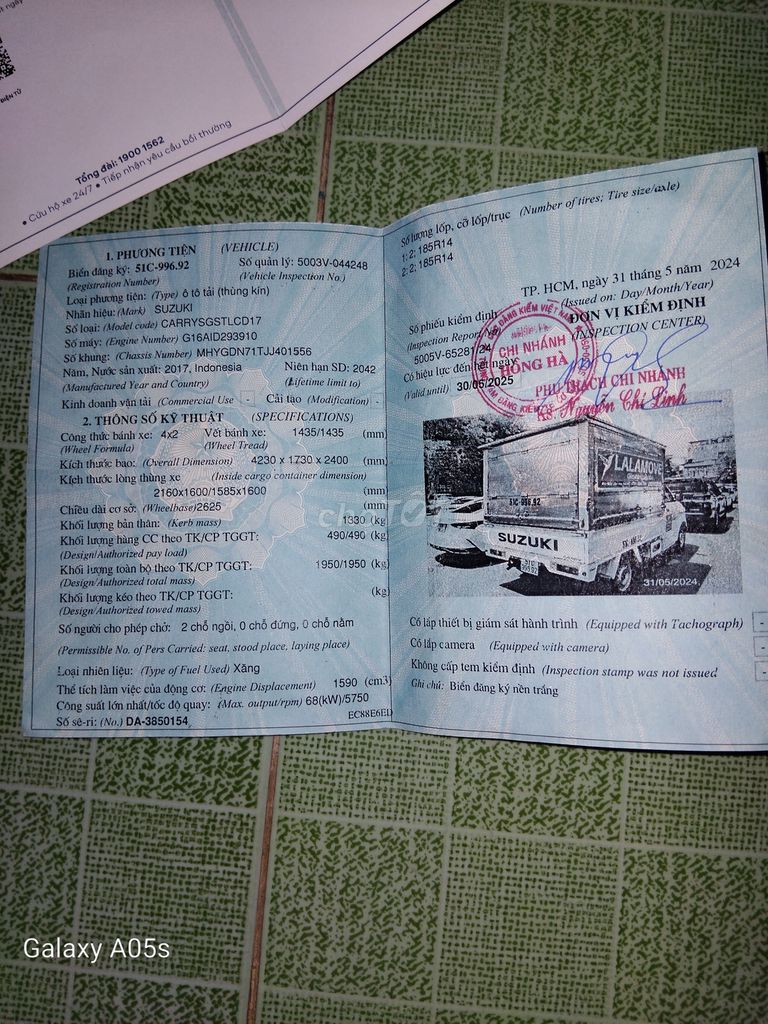 Tổng đài: 1900 1562
• Cứu hộ xe 24/7 • Tiếp nhận yêu cầu bồi thường
1. PHƯƠNG TIỆN (VEHICLE)
Biển đăng ký: 51C-996.92 Số quản lý: 5003V-044248
(Registration Number) (Vehicle Inspection No.)
Loại phương tiện: (Type) ô tô tải (thùng kín)
Nhãn hiệu: (Mark) SUZUKI
Số loại: (Model code) CARRYSGSTLCD17
Số máy: (Engine Number) G16AID293910
Số khung: (Chassis Number) MHYGDN71TJJ401556
Năm, Nước sản xuất: 2017, Indonesia Niên hạn SD: 2042
(Manufactured Year and Country) (Lifetime limit to)
Kinh doanh vận tải (Commercial Use) - Cải tạo (Modification) -
2. THÔNG SỐ KỸ THUẬT (SPECIFICATIONS)
Công thức bánh xe: 4x2 Vết bánh xe: 1435/1435 (mm)
(Wheel Formula) (Wheel Tread)
Kích thước bao: (Overall Dimension) 4230 x 1730 x 2400 (mm)
Kích thước lòng thùng xe (Inside cargo container dimension)
2160x1600/1585x1600 (mm)
Chiều dài cơ sở: (Wheelbase) 2625 (mm)
Khối lượng bản thân: (Kerb mass) 1330 (kg)
Khối lượng hàng CC theo TK/CP TGGT: 490/490 (kg)
(Design/Authorized pay load)
Khối lượng toàn bộ theo TK/CP TGGT: 1950/1950 (kg)
(Design/Authorized total mass)
Khối lượng kéo theo TK/CP TGGT: (kg)
(Design/Authorized towed mass)
Số người cho phép chở: 2 chỗ ngồi, 0 chỗ đứng, 0 chỗ nằm
(Permissible No. of Pers Carried: seat, stood place, laying place)
Loại nhiên liệu: (Type of Fuel Used) Xăng
Thể tích làm việc của động cơ: (Engine Displacement) 1590 (cm3)
Công suất lớn nhất/tốc độ quay: (Max. output/rpm) 68(kW)/5750
Số sê-ri: (No.) DA-3850154 EC88E6ED
Số lượng lốp, cỡ lốp/trục (Number of tires; Tire size/axle)
1: 2; 185R14
2: 2; 185R14
TP. HCM, ngày 31 tháng 5 năm 2024
(Issued on: Day/Month/Year)
Số phiếu kiểm định ĐƠN VỊ KIỂM ĐỊNH
(Inspection Report (INSPECTION CENTER)
5005V-65281/24
Có hiệu lực đến hết ngày
(Valid until) 30/05/2025
CHI NHÁNH
HỒNG HÀ
PHỤ TRÁCH CHI NHÁNH
KS. Nguyễn Chí Linh
LALAMOVE
51C-996.92
SUZUKI
51C
996.92
31/05/2024
Có lắp thiết bị giám sát hành trình (Equipped with Tachograph) -
Có lắp camera (Equipped with camera) -
Không cấp tem kiểm định (Inspection stamp was not issued -
Ghi chú: Biển đăng ký nền trắng
chợTỐT
Galaxy A05s